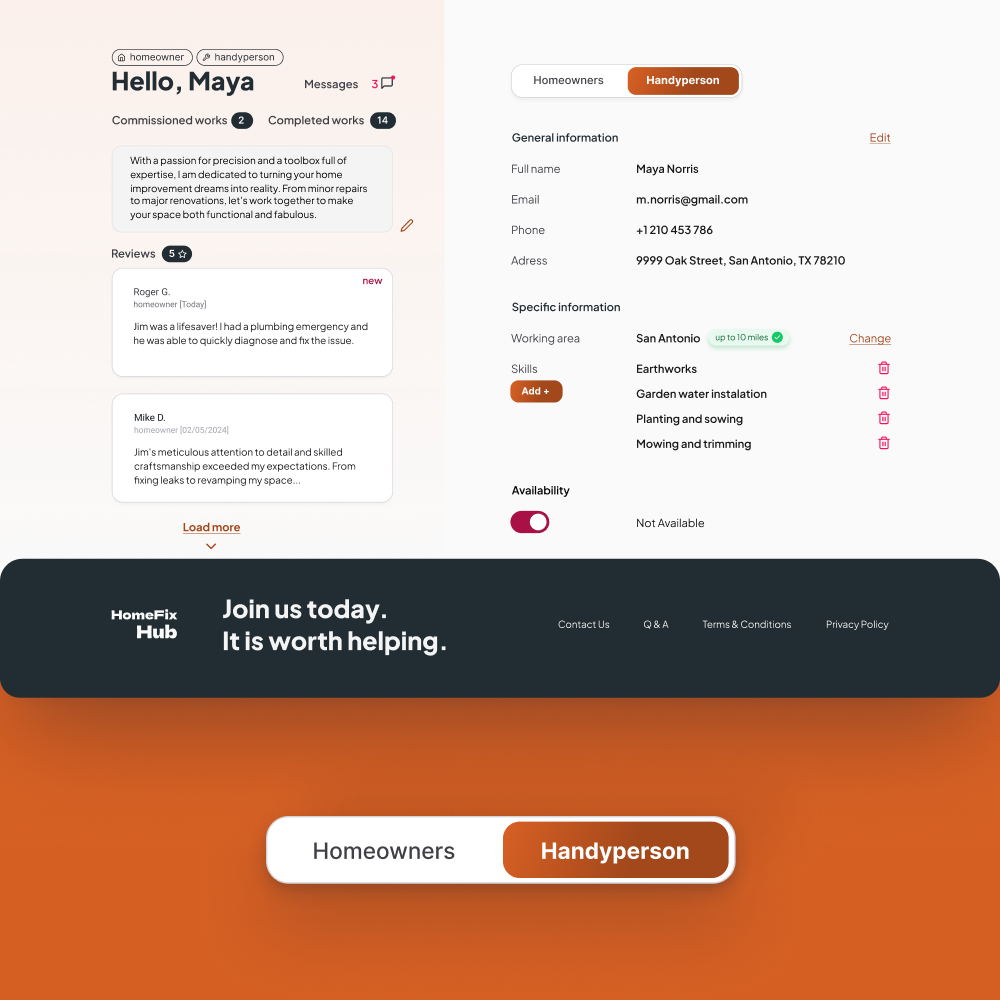 homeowner handyperson
Hello, Maya
Messages 3
Commissioned works 2 Completed works 14
With a passion for precision and a toolbox full of
expertise, I am dedicated to turning your home
improvement dreams into reality. From minor repairs
to major renovations, let's work together to make
your space both functional and fabulous.
Reviews 5
new
Roger G.
homeowner [Today]
Jim was a lifesaver! I had a plumbing emergency and
he was able to quickly diagnose and fix the issue.
Mike D.
homeowner [02/05/2024]
Jim's meticulous attention to detail and skilled
craftsmanship exceeded my expectations. From
fixing leaks to revamping my space...
Load more
Homeowners Handyperson
General information Edit
Full name Maya Norris
Email m.norris@gmail.com
Phone +1 210 453 786
Adress 9999 Oak Street, San Antonio, TX 78210
Specific information
Working area San Antonio up to 10 miles Change
Skills Earthworks
Add +
Garden water instalation
Planting and sowing
Mowing and trimming
Availability
Not Available
HomeFix
Hub
Join us today.
It is worth helping.
Contact Us Q & A Terms & Conditions Privacy Policy
Homeowners Handyperson